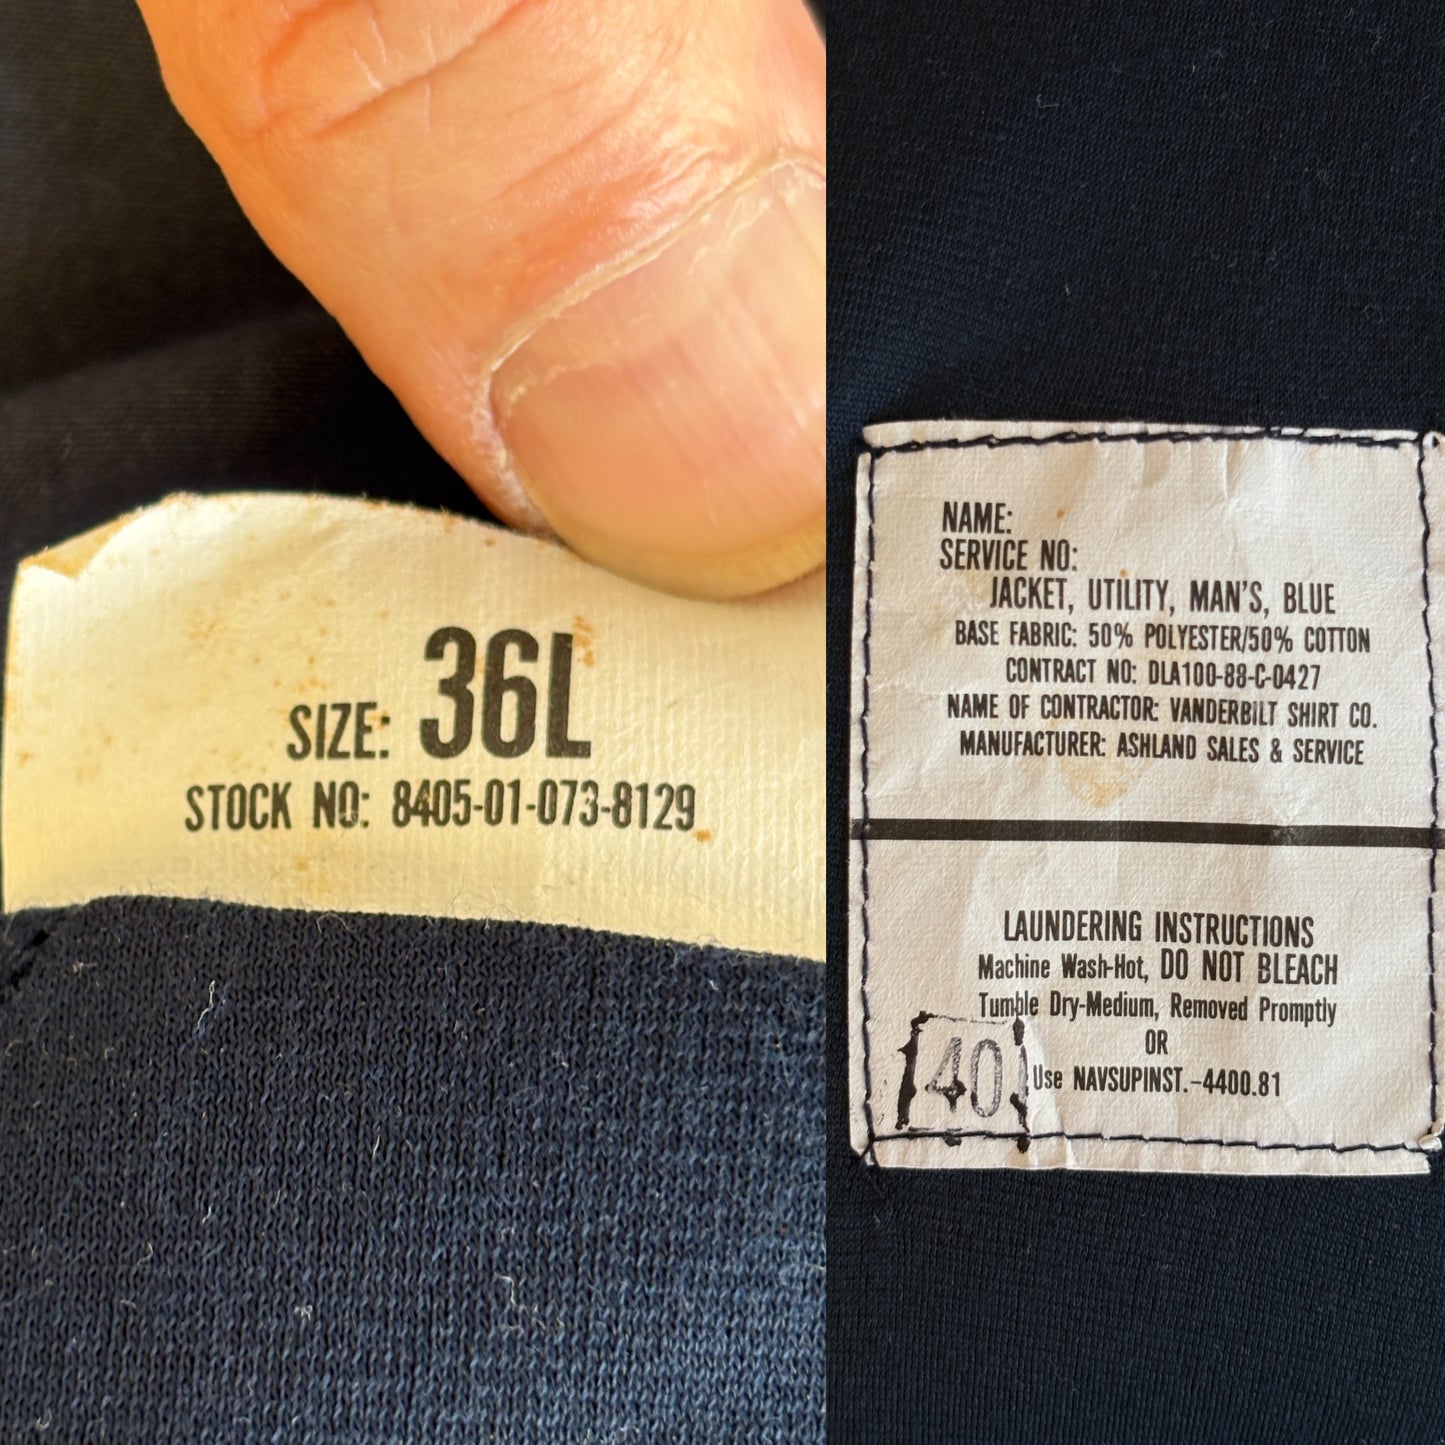 SIZE: 36L
STOCK NO: 8405-01-073-8129
NAME:
SERVICE NO:
JACKET, UTILITY, MAN'S, BLUE
BASE FABRIC: 50% POLYESTER/50% COTTON
CONTRACT NO: DLA100-88-C-0427
NAME OF CONTRACTOR: VANDERBILT SHIRT CO.
MANUFACTURER: ASHLAND SALES & SERVICE
LAUNDERING INSTRUCTIONS
Machine Wash-Hot, DO NOT BLEACH
Tumble Dry-Medium, Removed Promptly
OR
Use NAVSUPINST.-4400.81
40